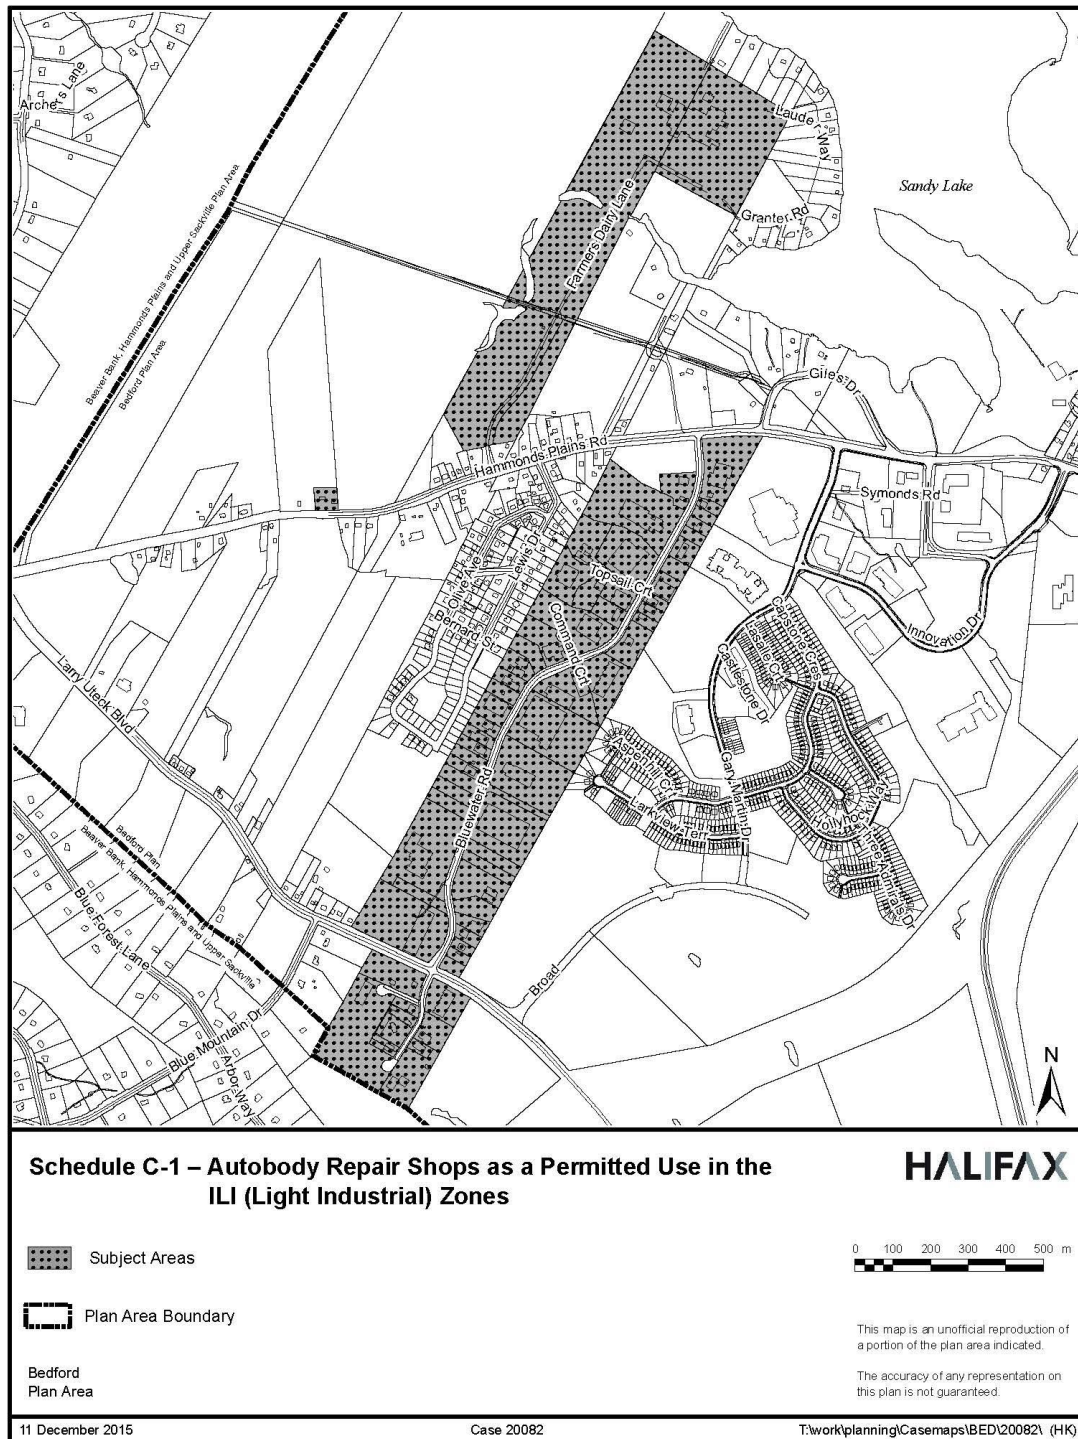 Archers Lane
Lauder Way
Sandy Lake
Granter Rd
Farmers Dairy Lane
Beaver Bank, Hammonds Plains and Upper Sackville Plan Area
Bedford Plan Area
Giles Dr
Hammonds Plains Rd
Symonds Rd
Olive Ave
Lewis Dr
Bernard St
Topsail Crt
Command Crt
Innovation Dr
Capstone Cres
Castlestone Dr
Larry Uteck Blvd
Bluewater Rd
Aspenhill Crt
Larkview Terr
Gary Martin Dr
Hollyhock Way
Three Admirals Dr
Bedford Plan
Beaver Bank, Hammonds Plains and Upper Sackville
Blue Forest Lane
Broad
Blue Mountain Dr
Arbor Way
N
Schedule C-1 – Autobody Repair Shops as a Permitted Use in the
ILI (Light Industrial) Zones
HALIFAX
Subject Areas
0 100 200 300 400 500 m
Plan Area Boundary
This map is an unofficial reproduction of
a portion of the plan area indicated.
Bedford
Plan Area
The accuracy of any representation on
this plan is not guaranteed.
11 December 2015
Case 20082
T:\work\planning\Casemaps\BED\20082\ (HK)